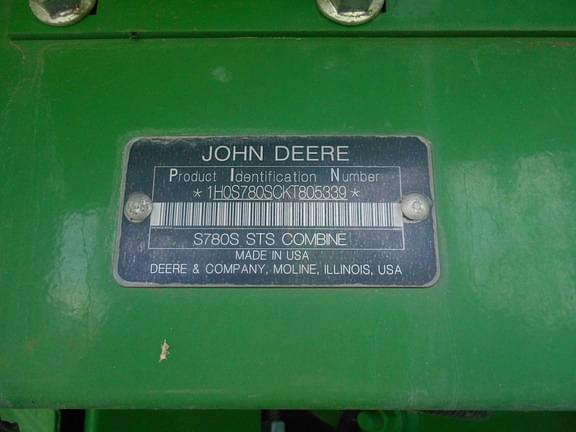 JOHN DEERE
Product Identification Number
*1H0S780SCKT805339*
S780S STS COMBINE
MADE IN USA
DEERE & COMPANY, MOLINE, ILLINOIS, USA